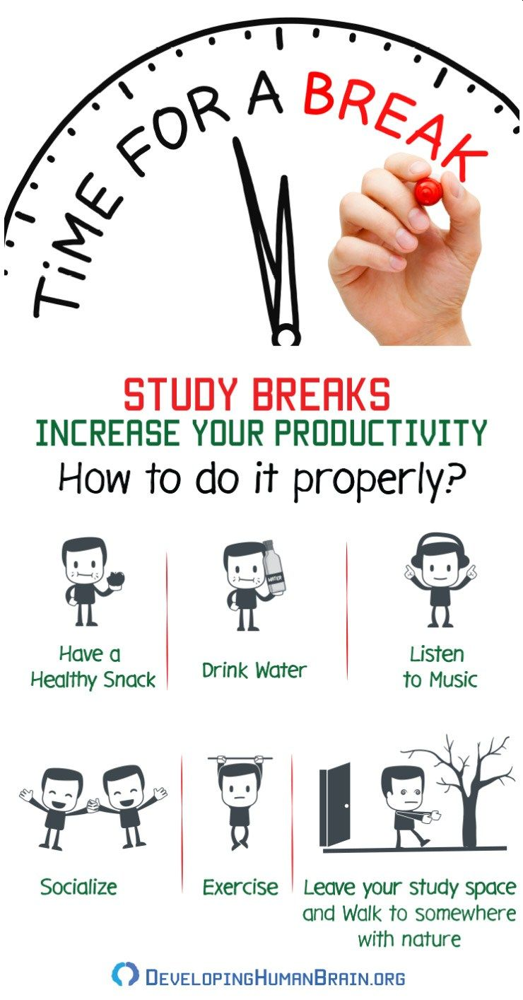 TiME FOR A BREAK
STUDY BREAKS
INCREASE YOUR PRODUCTIVITY
How to do it properly?
WATER
Have a
Healthy Snack
Drink Water
Listen
to Music
Socialize
Exercise
Leave your study space
and Walk to somewhere
with nature
DEVELOPINGHUMANBRAIN.ORG